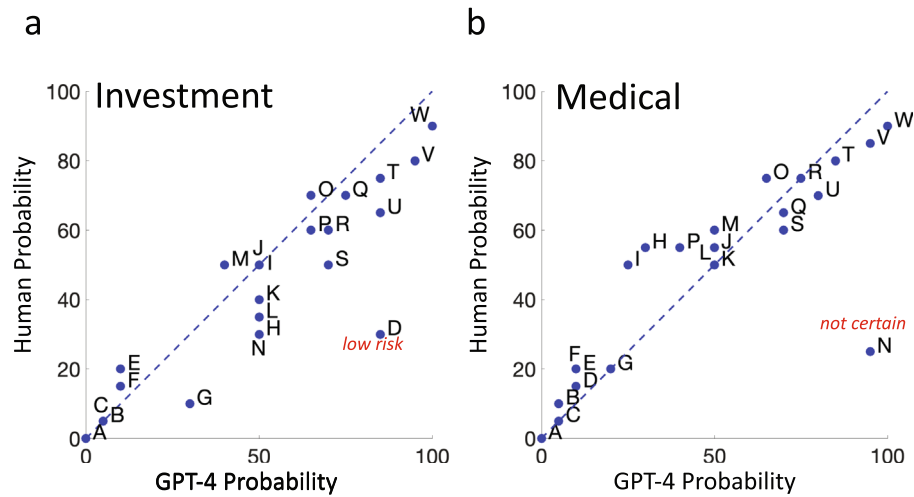 a
Investment
Human Probability
100
80
60
40
20
0
0
50
100
GPT-4 Probability
W
V
T
U
O
Q
P
R
S
J
M
I
K
L
H
N
D
low risk
E
F
G
C
B
A
b
Medical
Human Probability
100
80
60
40
20
0
0
50
100
GPT-4 Probability
W
V
T
O
R
U
Q
S
M
H
P
J
L
I
K
not certain
N
F
E
G
D
B
C
A